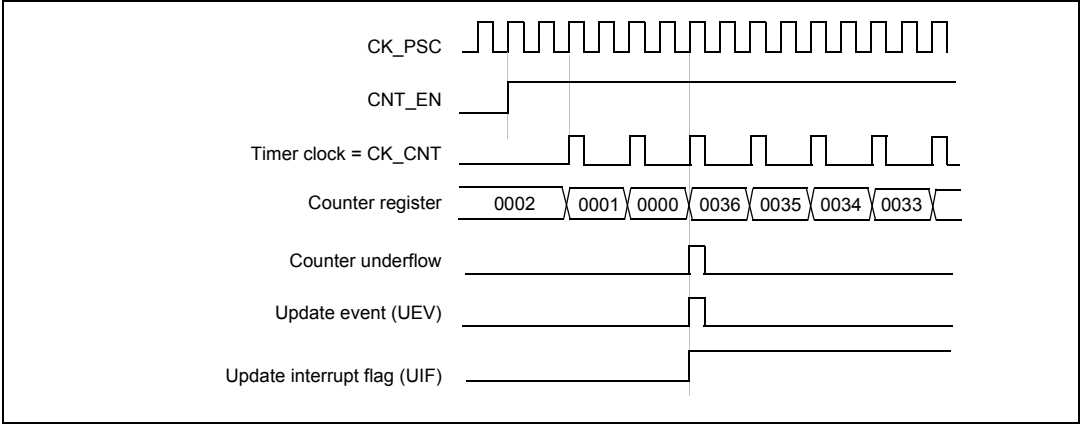 CK_PSC
CNT_EN
Timer clock = CK_CNT
Counter register 0002 0001 0000 0036 0035 0034 0033
Counter underflow
Update event (UEV)
Update interrupt flag (UIF)